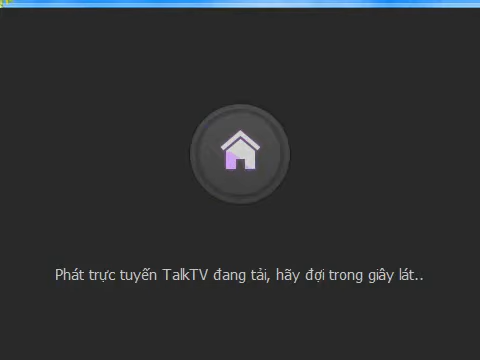 Phát trực tuyến TalkTV đang tải, hãy đợi trong giây lát..